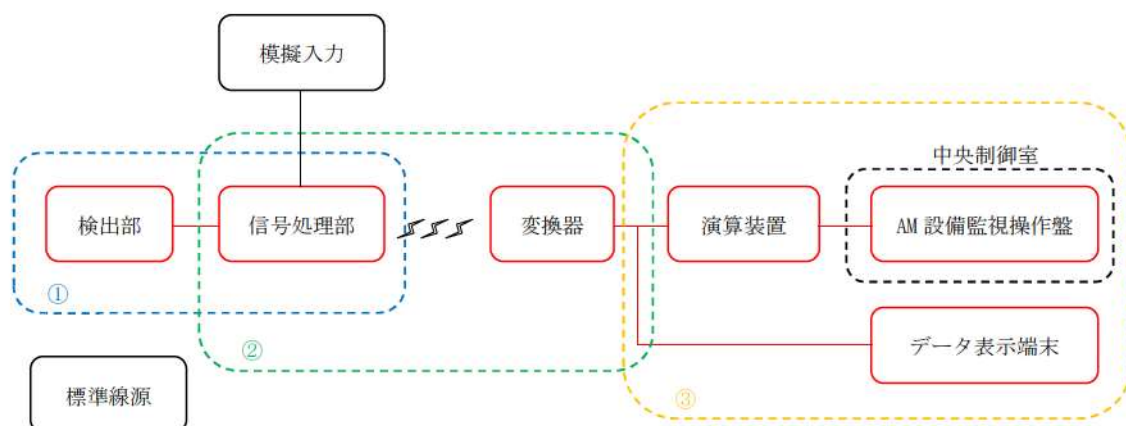 模擬入力
中央制御室
検出部
信号処理部
変換器
演算装置
AM 設備監視操作盤
①
②
データ表示端末
標準線源
③